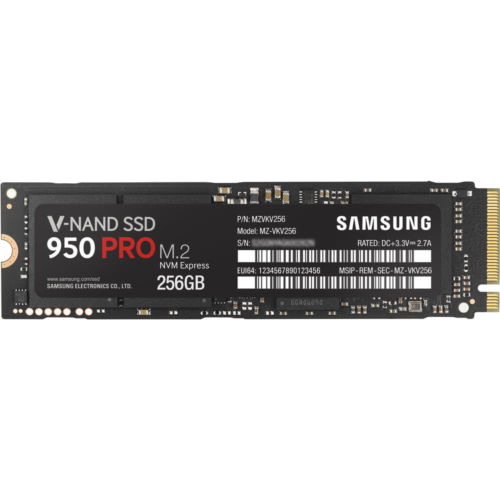 V-NAND SSD
950 PRO M.2
NVM Express
www.samsung.com/ssd
SAMSUNG ELECTRONICS CO., LTD.
256GB
P/N: MZVKV256
Model: MZ-VKV256
S/N:
SAMSUNG
RATED: DC+3.3V⎓ 2.7A
EUI64: 1234567890123456
MSIP - REM - SEC - MZ-VKV256